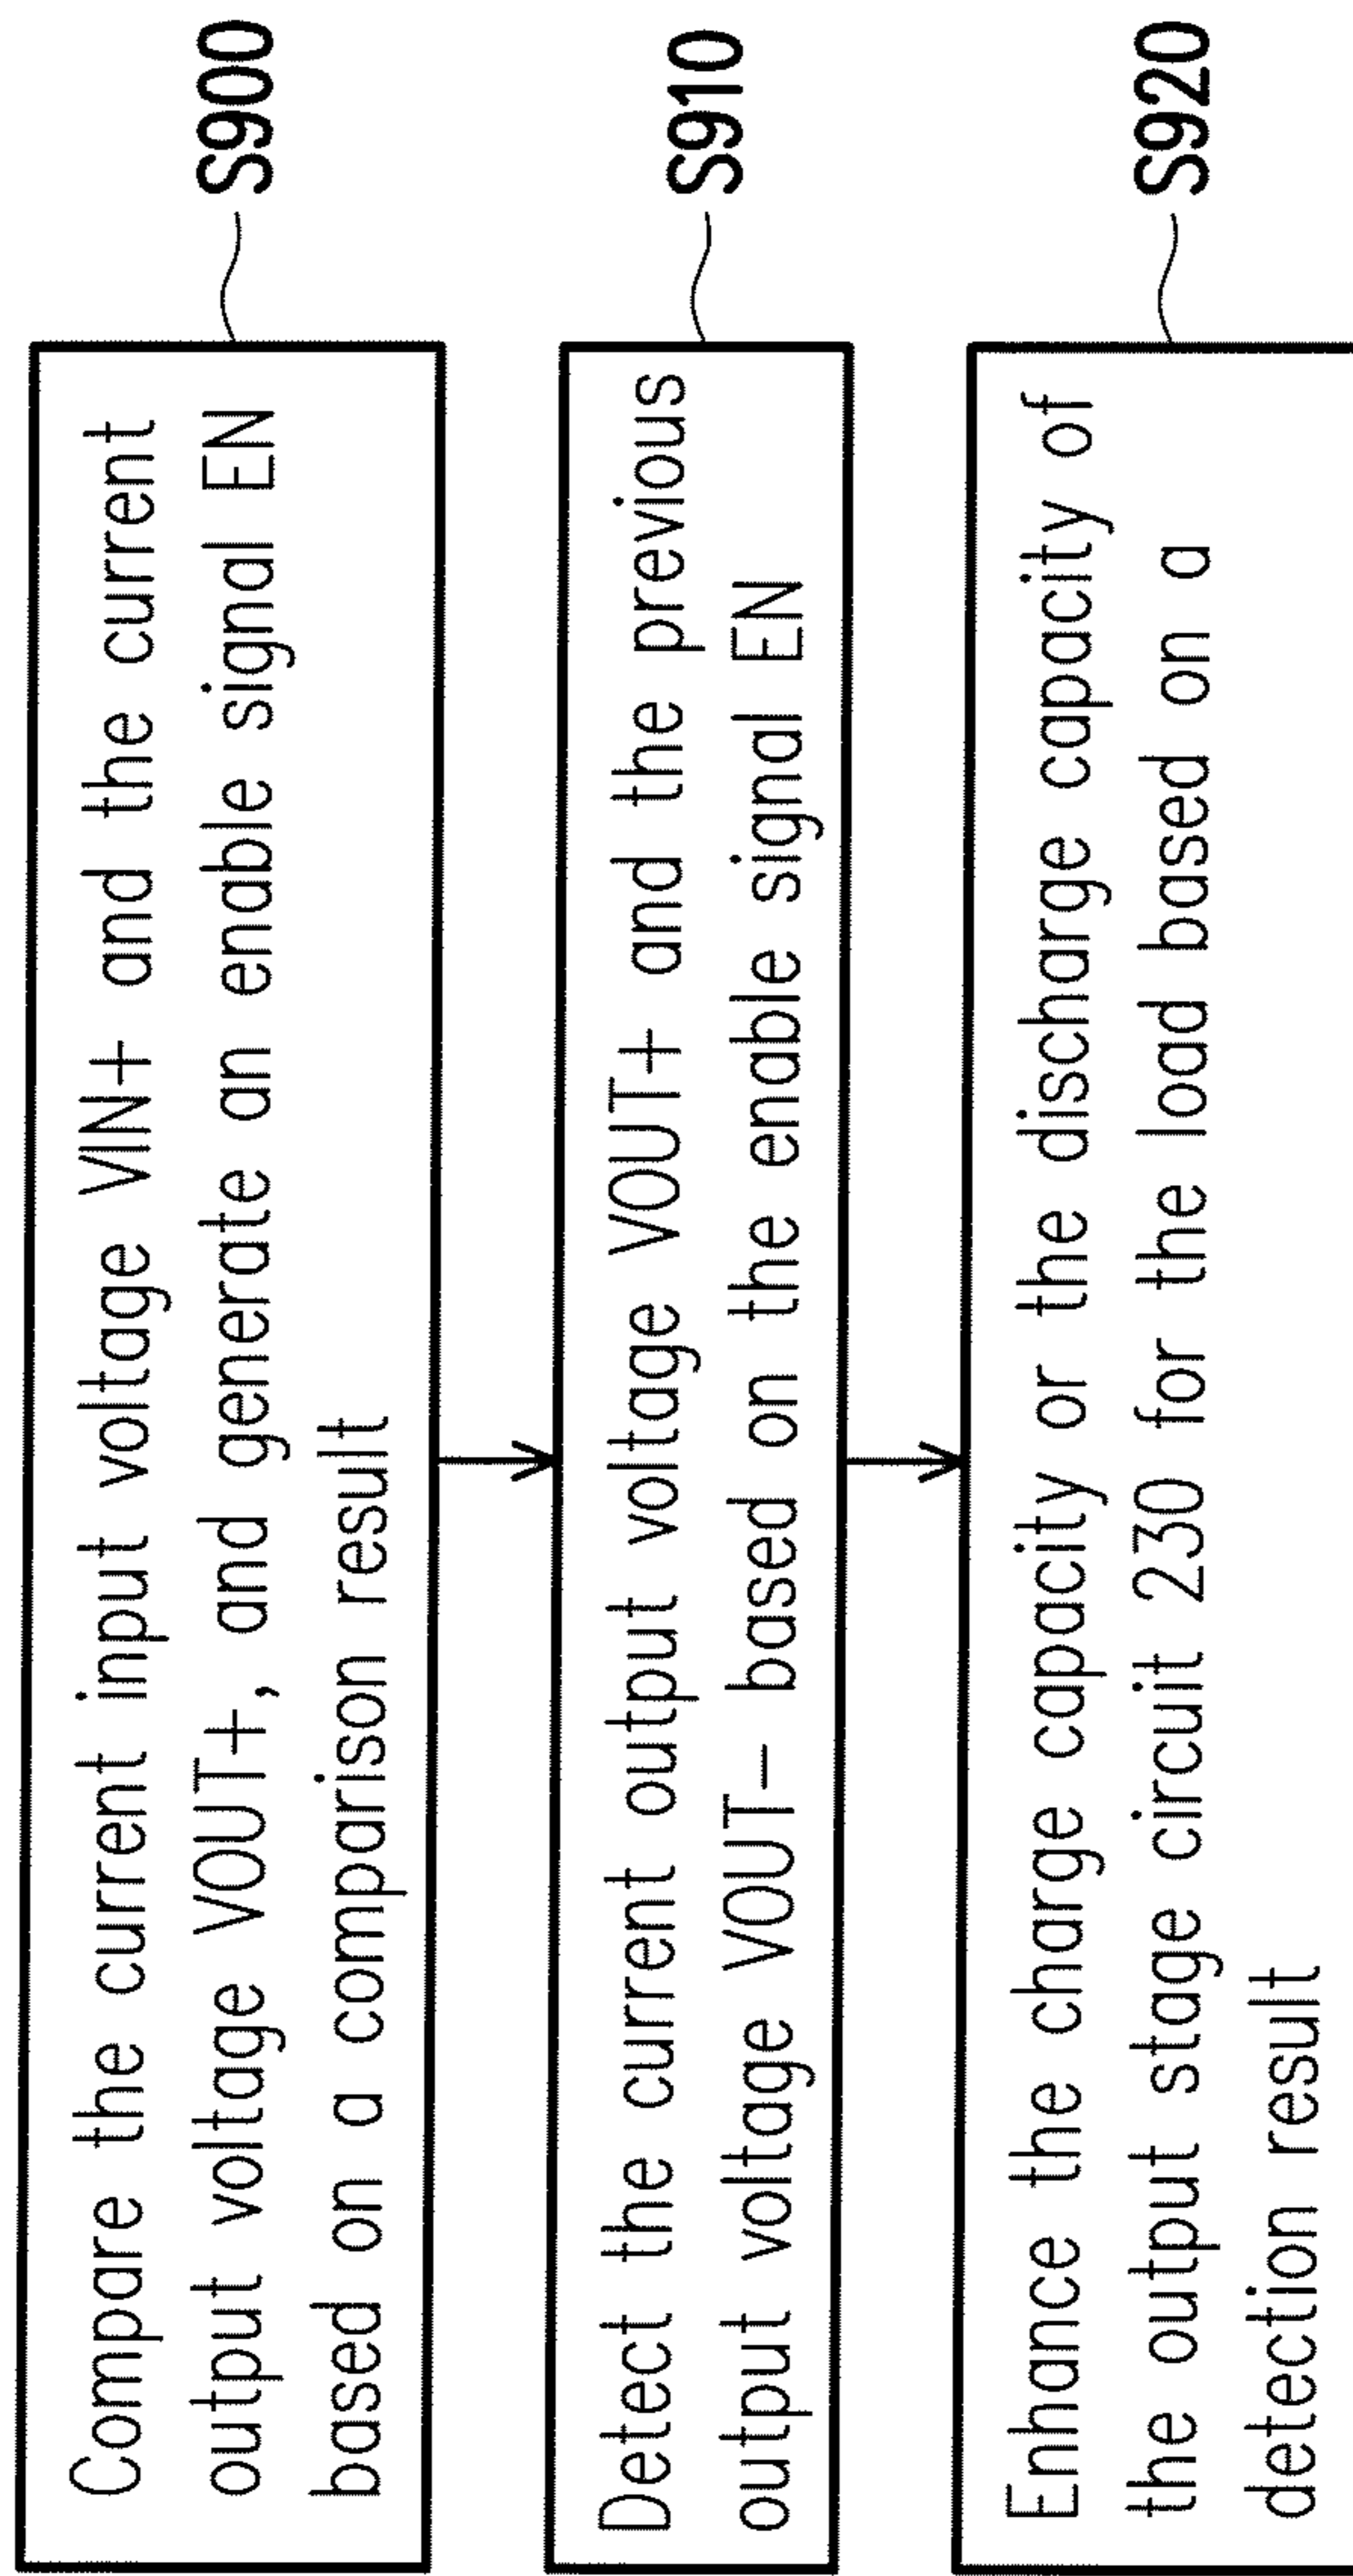 Compare the current input voltage VIN+ and the current
output voltage VOUT+, and generate an enable signal EN
based on a comparison result
S900
Detect the current output voltage VOUT+ and the previous
output voltage VOUT- based on the enable signal EN
S910
Enhance the charge capacity or the discharge capacity of
the output stage circuit 230 for the load based on a
detection result
S920